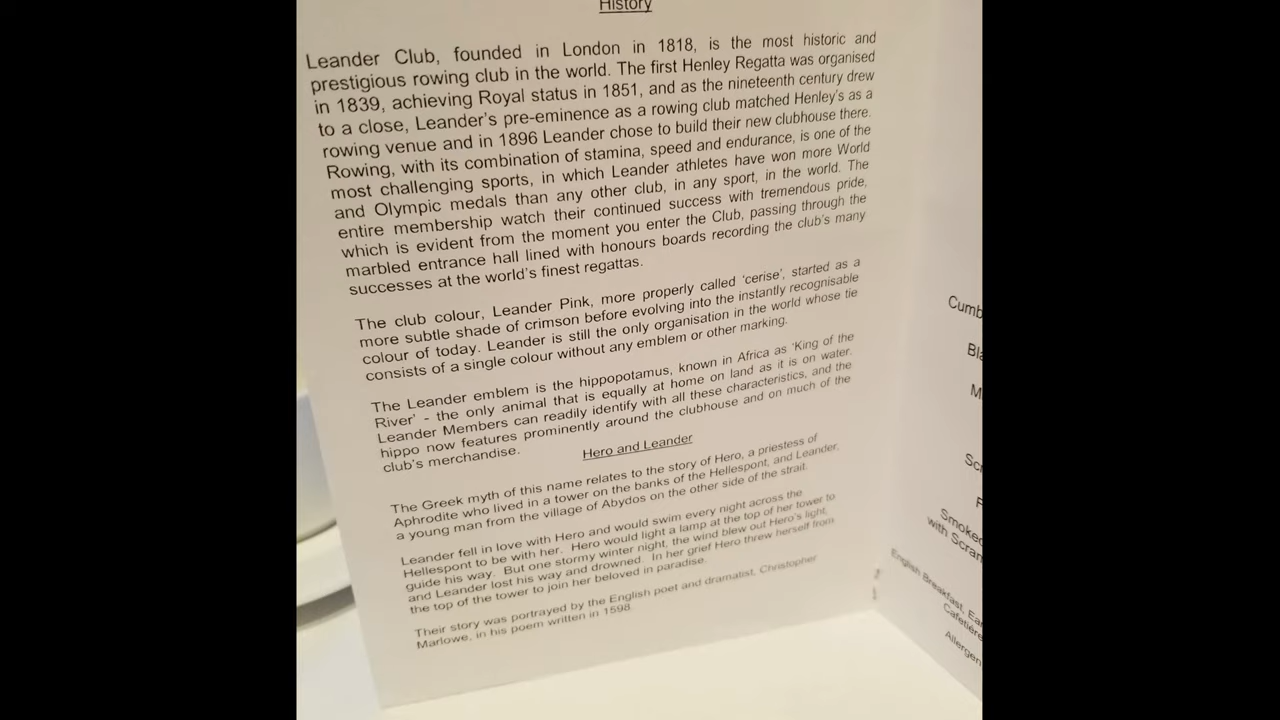 History
Leander Club, founded in London in 1818, is the most historic and
prestigious rowing club in the world. The first Henley Regatta was organised
in 1839, achieving Royal status in 1851, and as the nineteenth century drew
to a close, Leander's pre-eminence as a rowing club matched Henley's as a
rowing venue and in 1896 Leander chose to build their new clubhouse there.
Rowing, with its combination of stamina, speed and endurance, is one of the
most challenging sports, in which Leander athletes have won more World
and Olympic medals than any other club, in any sport, in the world. The
entire membership watch their continued success with tremendous pride,
which is evident from the moment you enter the Club, passing through the
marbled entrance hall lined with honours boards recording the club's many
successes at the world's finest regattas.
The club colour, Leander Pink, more properly called 'cerise', started as a
more subtle shade of crimson before evolving into the instantly recognisable
colour of today. Leander is still the only organisation in the world whose tie
consists of a single colour without any emblem or other marking.
The Leander emblem is the hippopotamus, known in Africa as 'King of the
River' - the only animal that is equally at home on land as it is on water.
Leander Members can readily identify with all these characteristics, and the
hippo now features prominently around the clubhouse and on much of the
club's merchandise.
Hero and Leander
The Greek myth of this name relates to the story of Hero, a priestess of
Aphrodite who lived in a tower on the banks of the Hellespont, and Leander,
a young man from the village of Abydos on the other side of the strait.
Leander fell in love with Hero and would swim every night across the
Hellespont to be with her. Hero would light a lamp at the top of her tower to
guide his way. But one stormy winter night, the wind blew out Hero's light,
and Leander lost his way and drowned. In her grief Hero threw herself from
the top of the tower to join her beloved in paradise.
Their story was portrayed by the English poet and dramatist, Christopher
Marlowe, in his poem written in 1598.
Cumb
Bla
M
Scr
F
Smoked
with Scram
English Breakfast, Ear
Cafetière
Allergen